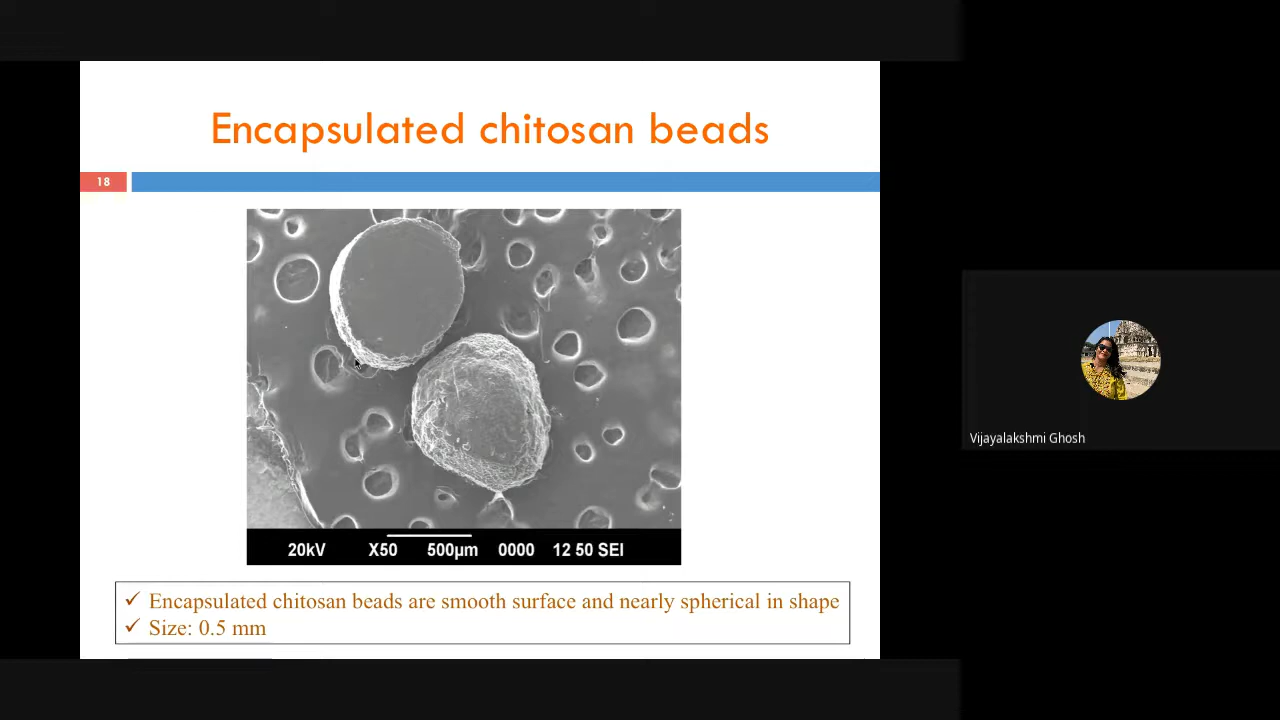 Encapsulated chitosan beads
18
20kV X50 500µm 0000 12 50 SEI
✓ Encapsulated chitosan beads are smooth surface and nearly spherical in shape
✓ Size: 0.5 mm
Vijayalakshmi Ghosh